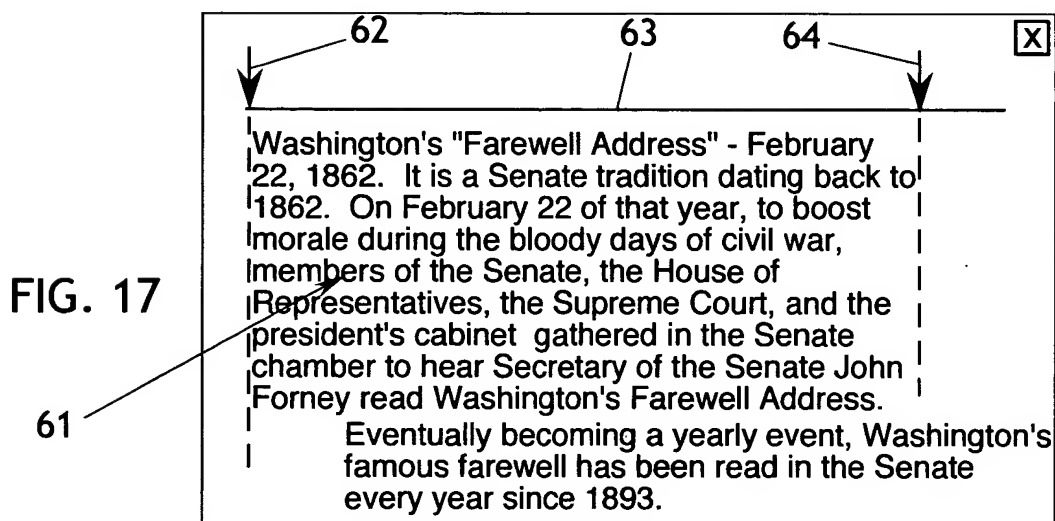 62 63 64 X
Washington's "Farewell Address" - February
22, 1862. It is a Senate tradition dating back to
1862. On February 22 of that year, to boost
morale during the bloody days of civil war,
members of the Senate, the House of
Representatives, the Supreme Court, and the
president's cabinet gathered in the Senate
chamber to hear Secretary of the Senate John
Forney read Washington's Farewell Address.
Eventually becoming a yearly event, Washington's
famous farewell has been read in the Senate
every year since 1893.
FIG. 17
61